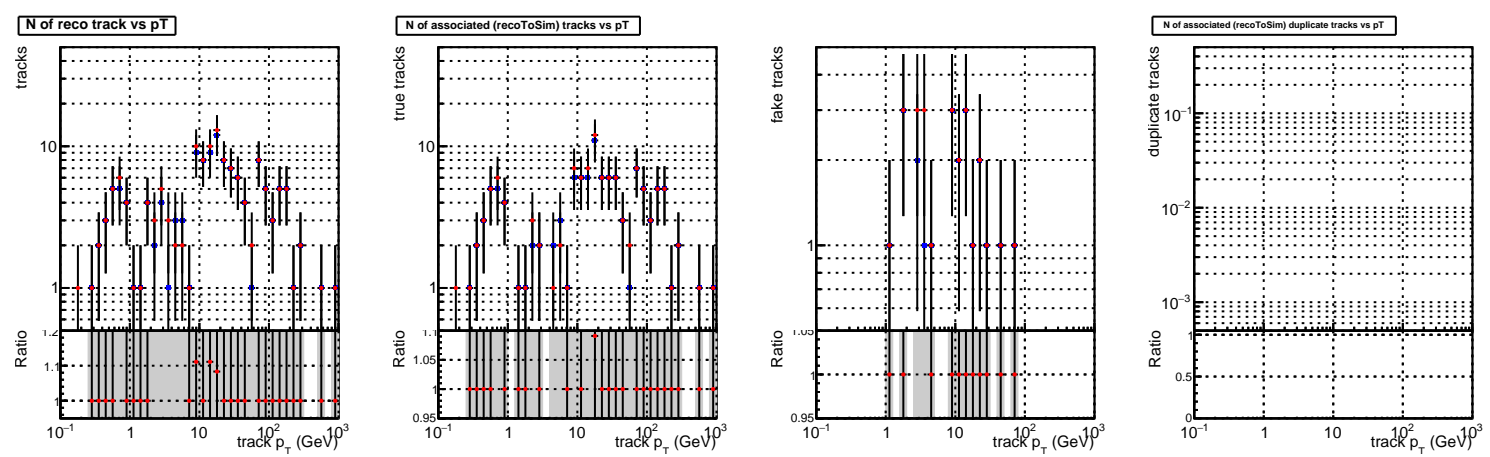 N of reco track vs pT
tracks
10
1
Ratio
1.2
1.1
1
10⁻¹ 1 10 10² 10³
track p_T (GeV)
N of associated (recoToSim) tracks vs pT
true tracks
10
1
Ratio
1.1
1.05
1
0.95
10⁻¹ 1 10 10² 10³
track p_T (GeV)
fake tracks
1
Ratio
1.05
1
0.95
10⁻¹ 1 10 10² 10³
track p_T (GeV)
N of associated (recoToSim) duplicate tracks vs pT
duplicate tracks
10⁻¹
10⁻²
10⁻³
Ratio
1
0.5
0
10⁻¹ 1 10 10² 10³
track p_T (GeV)